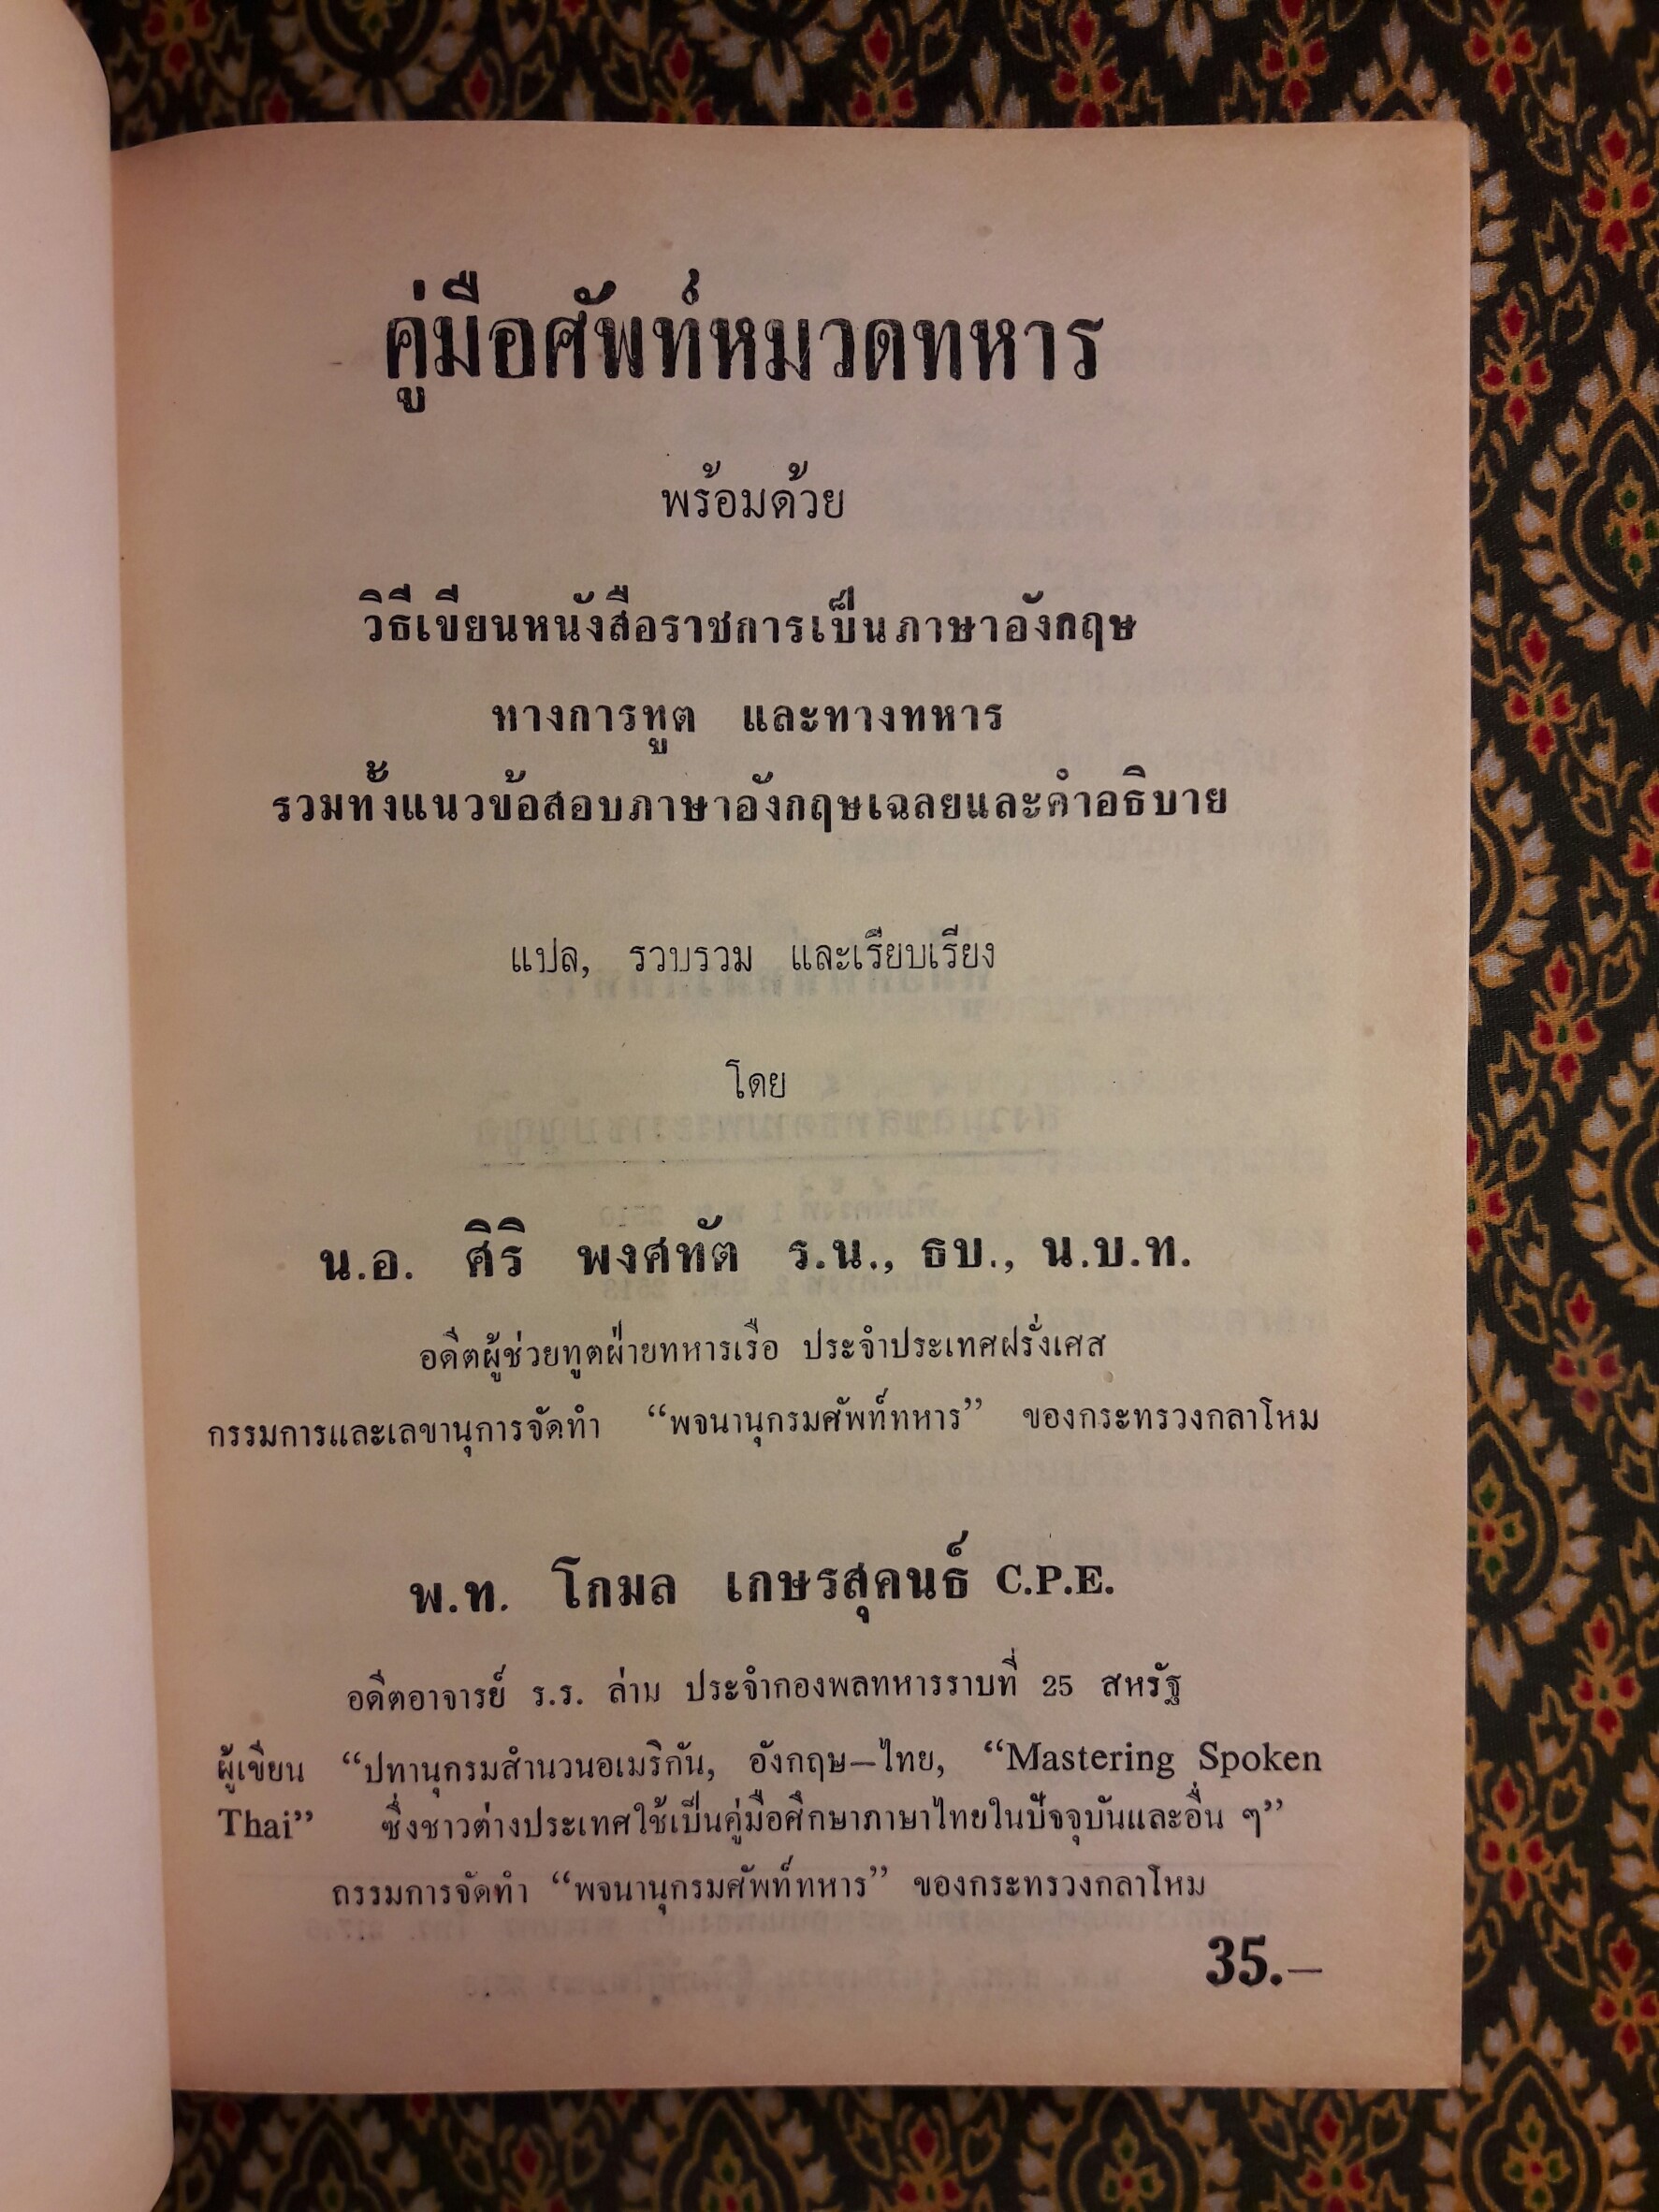 คู่มือศัพท์หมวดทหาร
พร้อมด้วย
วิธีเขียนหนังสือราชการเป็นภาษาอังกฤษ
ทางการทูต และทางทหาร
รวมทั้งแนวข้อสอบภาษาอังกฤษเฉลยและคำอธิบาย
แปล, รวบรวม และเรียบเรียง
โดย
น.อ. ศิริ พงศทัต ร.น., ธบ., น.บ.ท.
อดีตผู้ช่วยทูตฝ่ายทหารเรือ ประจำประเทศฝรั่งเศส
กรรมการและเลขานุการจัดทำ “พจนานุกรมศัพท์ทหาร” ของกระทรวงกลาโหม
พ.ท. โกมล เกษรสุคนธ์ C.P.E.
อดีตอาจารย์ ร.ร. ล่าม ประจำกองพลทหารราบที่ 25 สหรัฐ
ผู้เขียน “ปทานุกรมสำนวนอเมริกัน, อังกฤษ—ไทย, “Mastering Spoken
Thai” ซึ่งชาวต่างประเทศใช้เป็นคู่มือศึกษาภาษาไทยในปัจจุบันและอื่น ๆ”
กรรมการจัดทำ “พจนานุกรมศัพท์ทหาร” ของกระทรวงกลาโหม
35.—